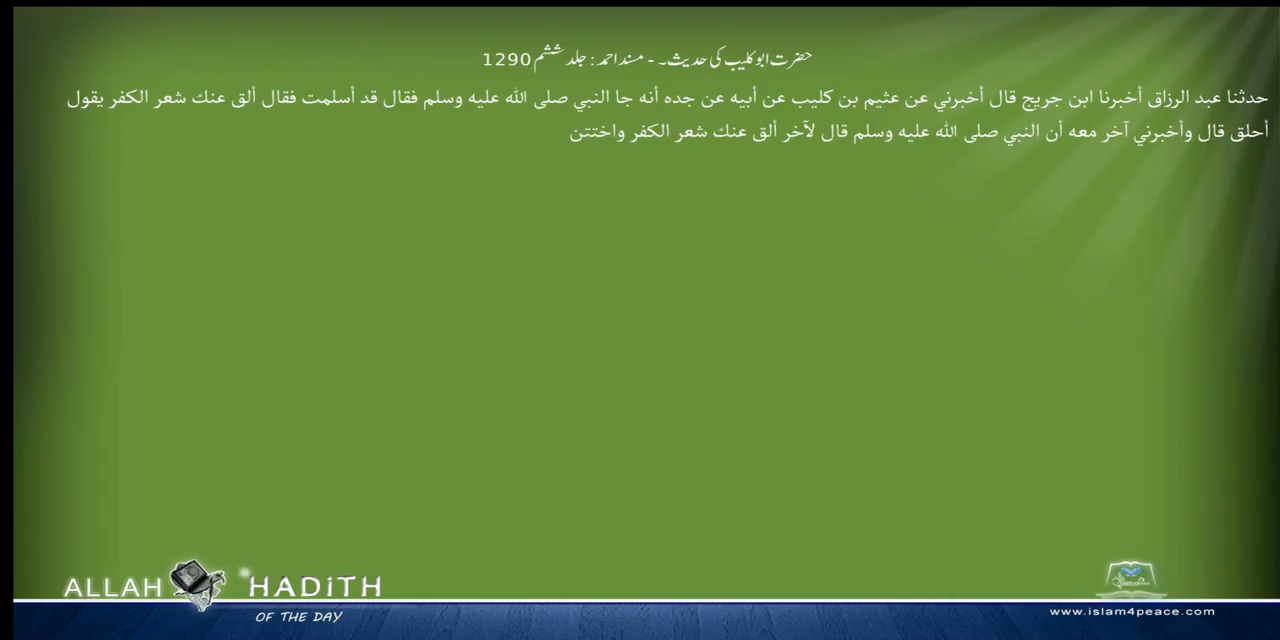 حضرت ابوکلیب کی حدیث۔ - مسند احمد : جلد ششم 1290
حدثنا عبد الرزاق أخبرنا ابن جريج قال أخبرني عن عثيم بن كليب عن أبيه عن جده أنه جا النبي صلى الله عليه وسلم فقال قد أسلمت فقال ألق عنك شعر الكفر يقول
أحلق قال وأخبرني آخر معه أن النبي صلى الله عليه وسلم قال لآخر ألق عنك شعر الكفر واختتن
ALLAH HADITH
OF THE DAY
www.islam4peace.com